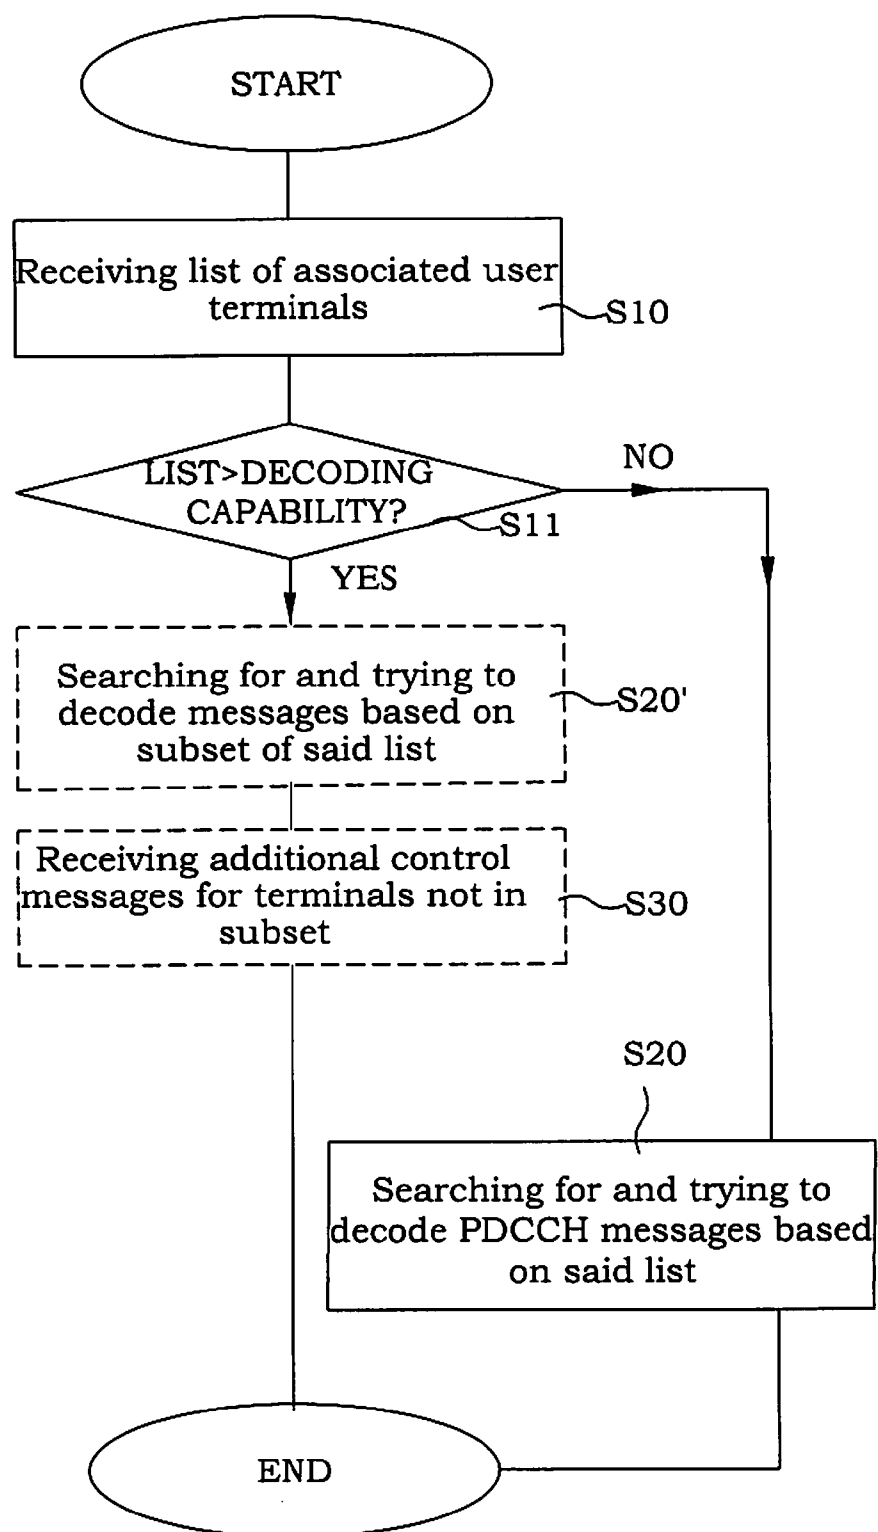 START
Receiving list of associated user
terminals
S10
LIST>DECODING
CAPABILITY?
S11
NO
YES
Searching for and trying to
decode messages based on
subset of said list
S20'
Receiving additional control
messages for terminals not in
subset
S30
S20
Searching for and trying to
decode PDCCH messages based
on said list
END